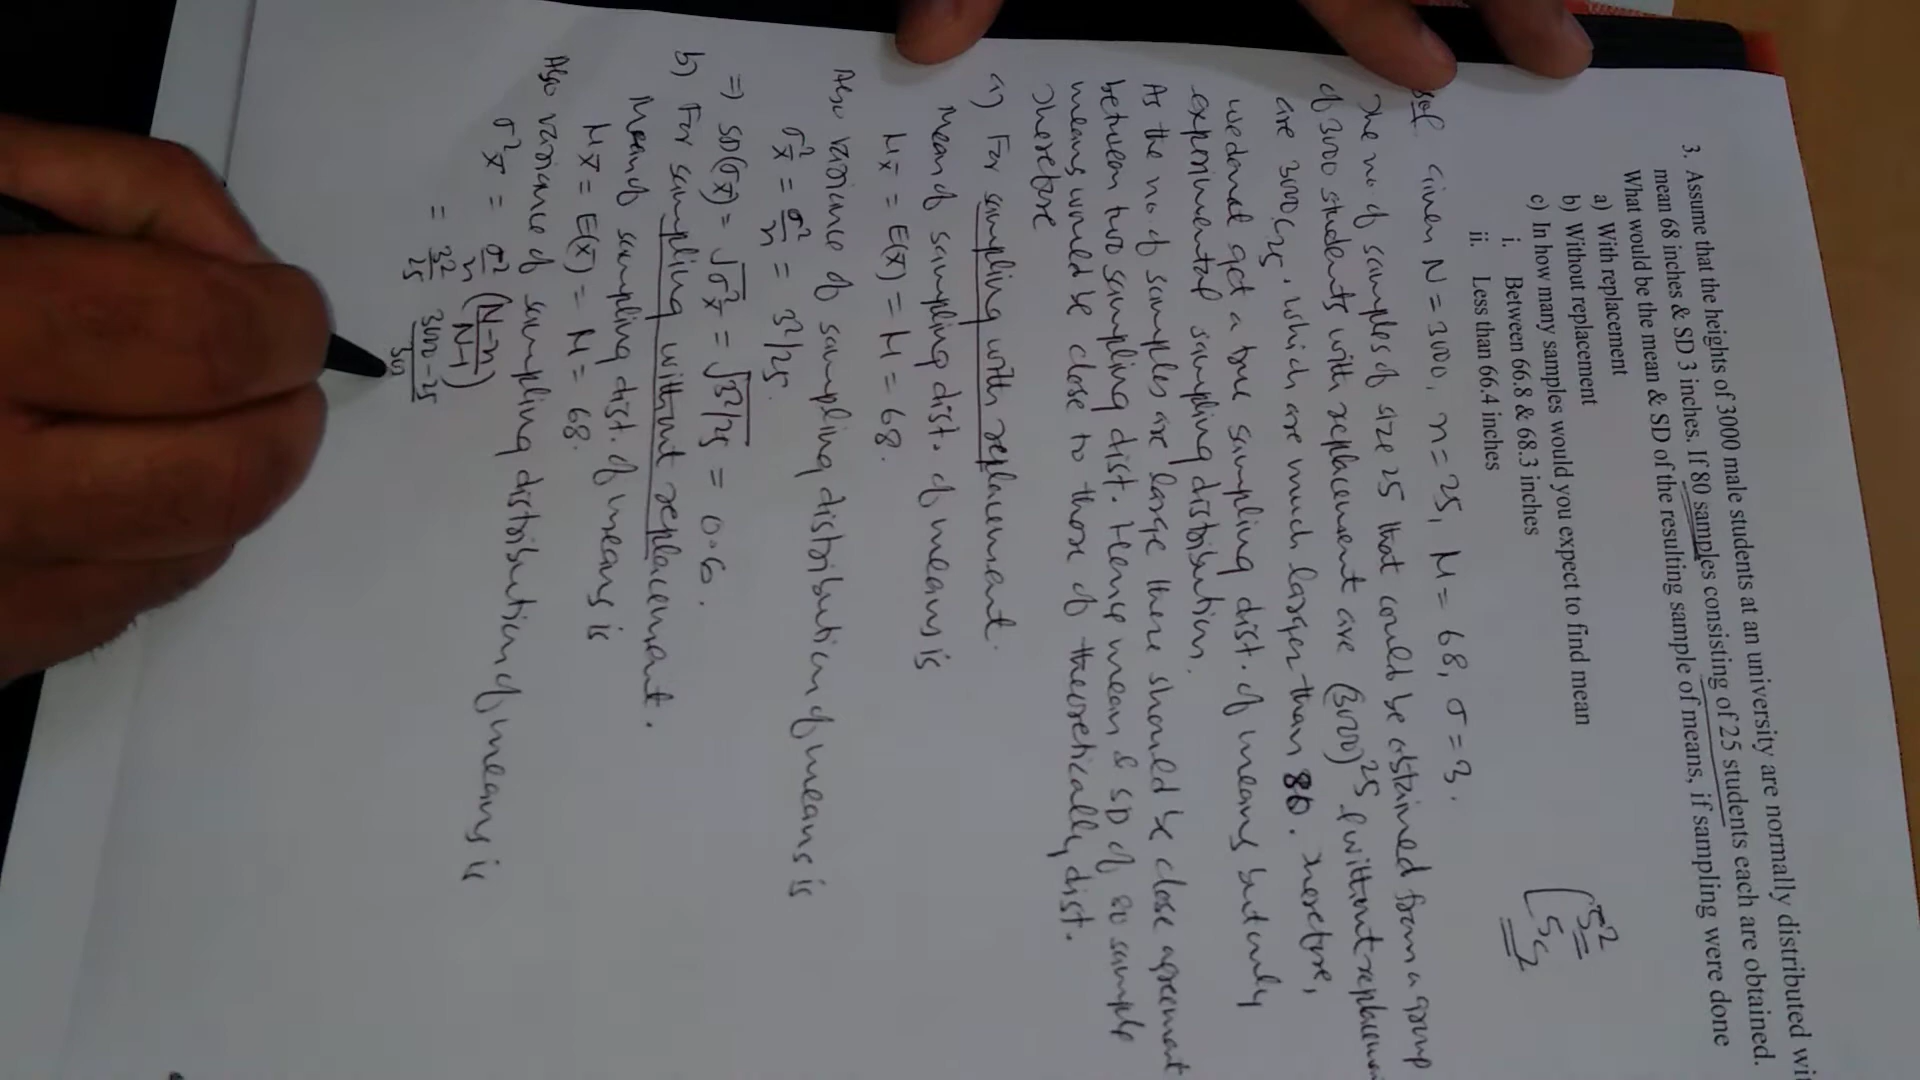 3. Assume that the heights of 3000 male students at an university are normally distributed wi
mean 68 inches & SD 3 inches. If 80 samples consisting of 25 students each are obtained.
What would be the mean & SD of the resulting sample of means, if sampling were done
a) With replacement
b) Without replacement
c) In how many samples would you expect to find mean
i. Between 66.8 & 68.3 inches
ii. Less than 66.4 inches
5²
5C2
Sol Given N = 3000, n = 25, μ = 68, σ = 3.
The no of samples of size 25 that could be obtained from a group
of 3000 students with replacement are (3000)^25 & without replacemen
are 3000C25, which are much larger than 80. Therefore,
we donot get a true sampling dist. of means but only
experimental sampling distribution.
As the no. of samples are large there should be close agreement
between two sampling dist. Hence mean & SD of 80 sample
means would be close to those of theoretically dist.
Therefore
a) For sampling with replacement.
Mean of sampling dist. of means is
μx̄ = E(x̄) = μ = 68.
Also variance of sampling distribution of means is
σ²x̄ = σ²/n = 3²/25.
⇒ SD(σx̄) = √σ²x̄ = √3²/25 = 0.6.
b) For sampling without replacement.
Mean of sampling dist. of means is
μx̄ = E(x̄) = μ = 68.
Also variance of sampling distribution of means is
σ²x̄ = σ²/n (N-n/N-1)
= 3²/25 3000-25/